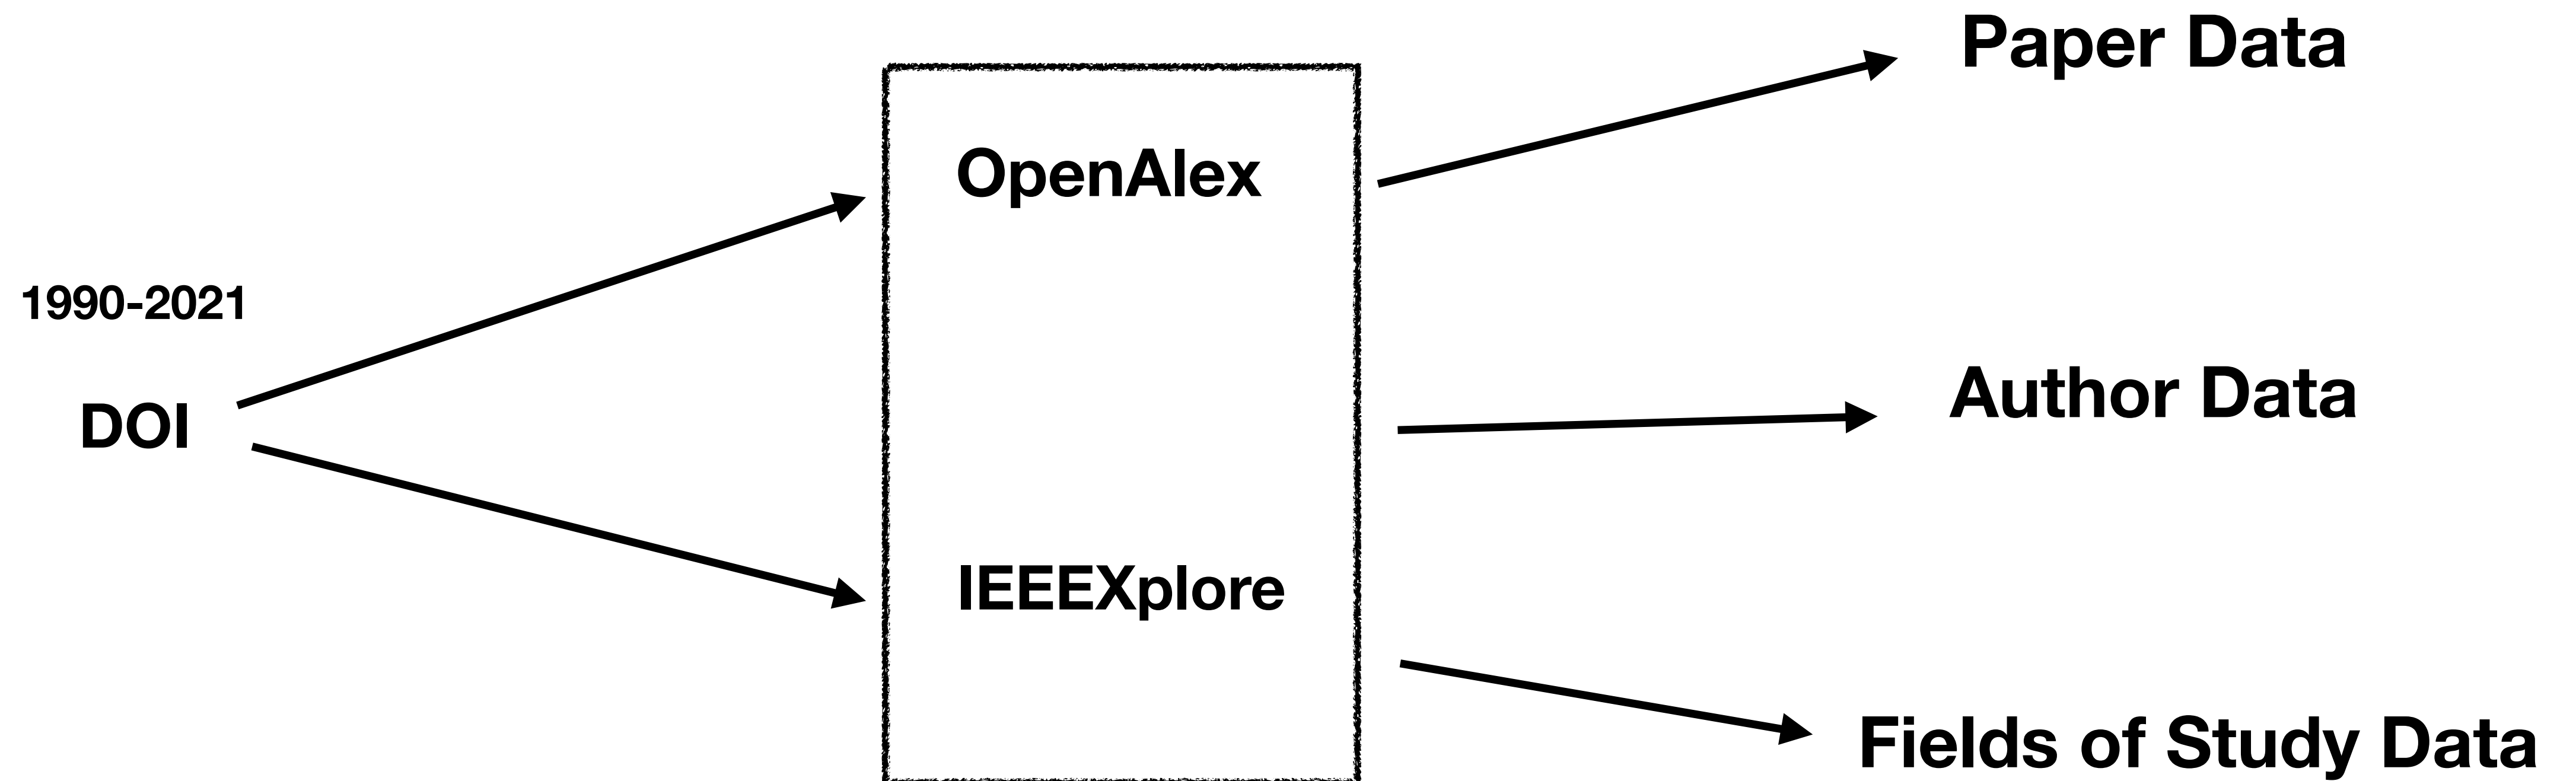 1990-2021
DOI
OpenAlex
IEEEXplore
Paper Data
Author Data
Fields of Study Data